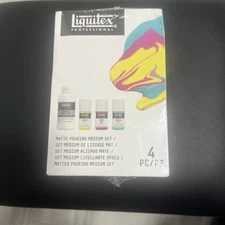 Liquitex
PROFESSIONAL
MATTE POURING MEDIUM SET /
SET MÉDIUM DE LISSAGE MAT /
SET MEDIUM ALISADO MATE /
SET MEDIUM LIVELLANTE OPACO /
MATTES POURING MEDIUM SET
4
PC/PZ